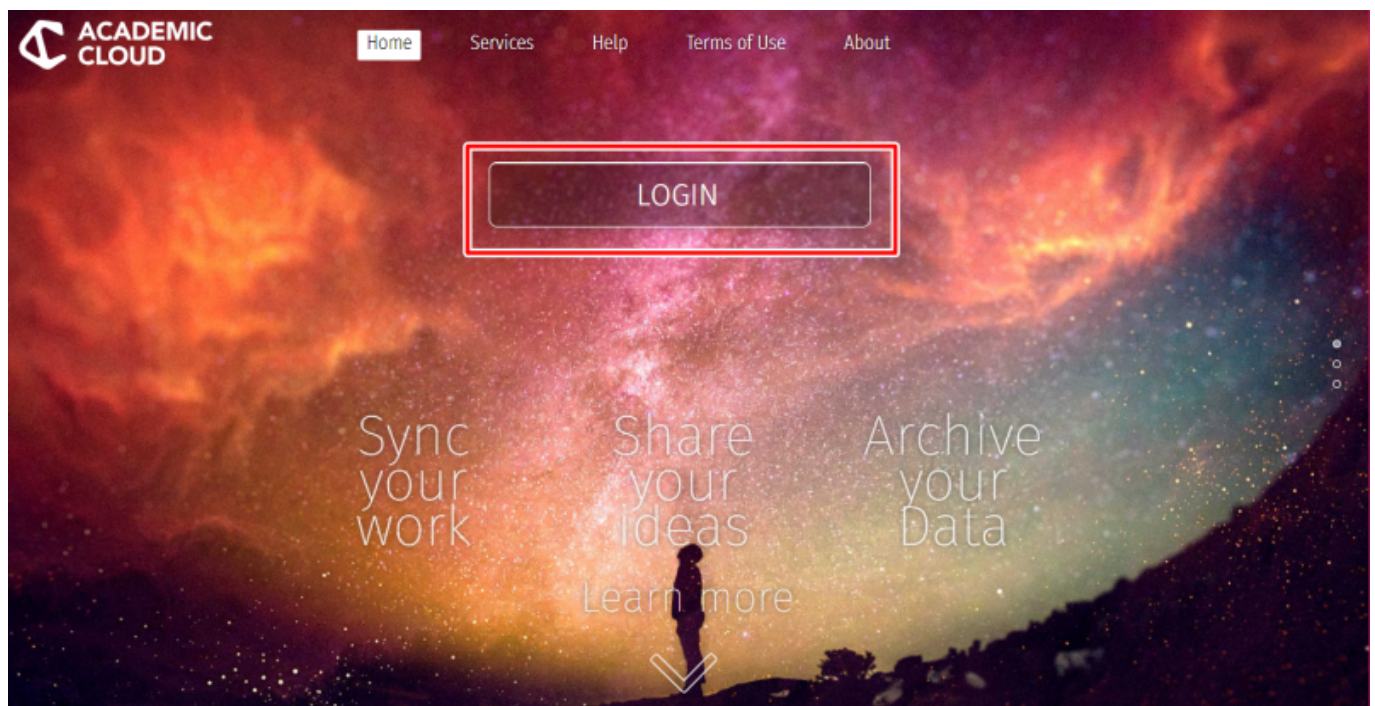 ACADEMIC
CLOUD
Home Services Help Terms of Use About
LOGIN
Sync
your
work
Share
your
ideas
Archive
your
Data
Learn more